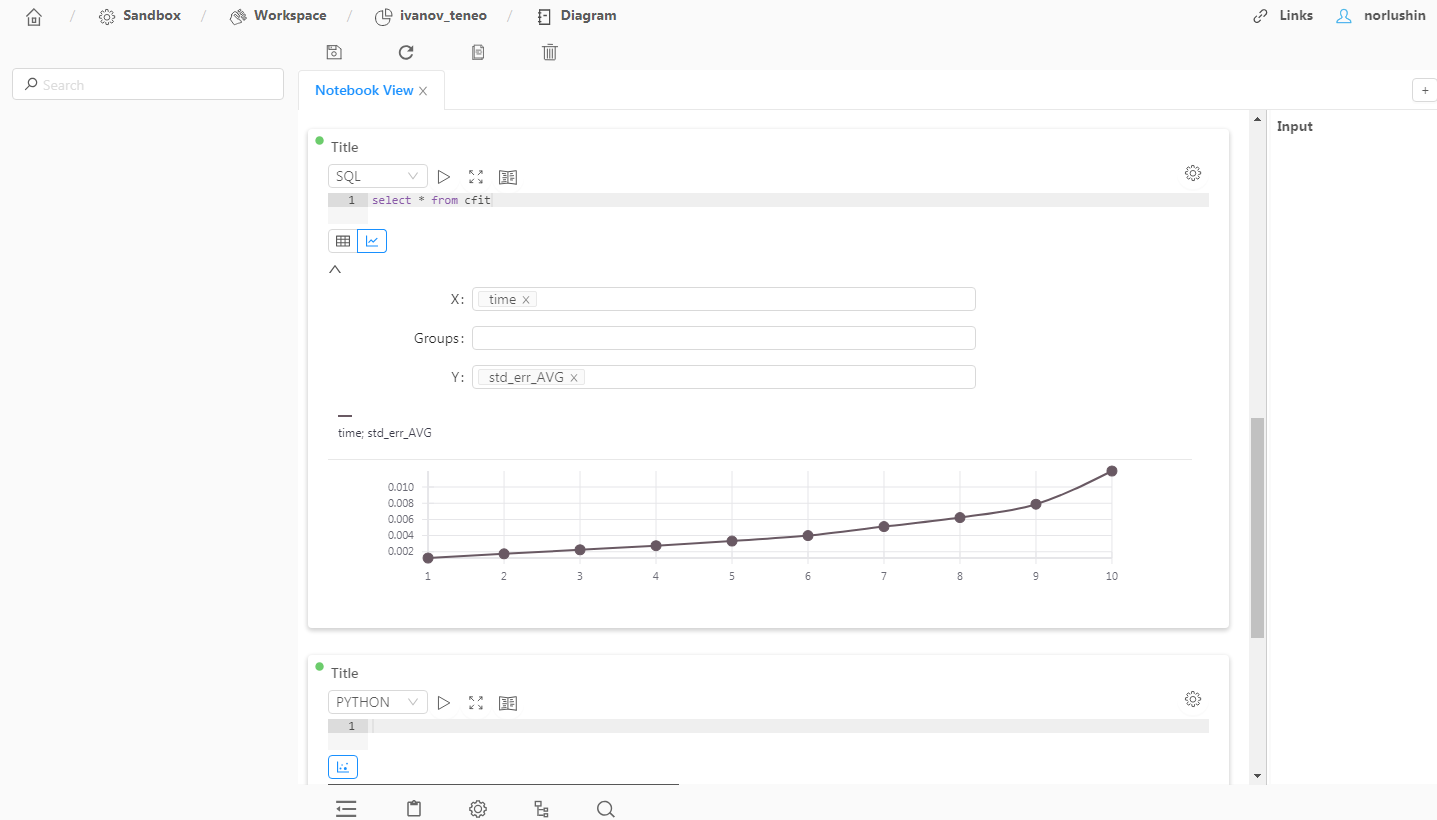 Sandbox / Workspace / ivanov_teneo / Diagram Links norlushin
Search
Notebook View
+
Input
Title
SQL
1 select * from cfit
X: time x
Groups:
Y: std_err_AVG x
time; std_err_AVG
0.010
0.008
0.006
0.004
0.002
1 2 3 4 5 6 7 8 9 10
Title
PYTHON
1